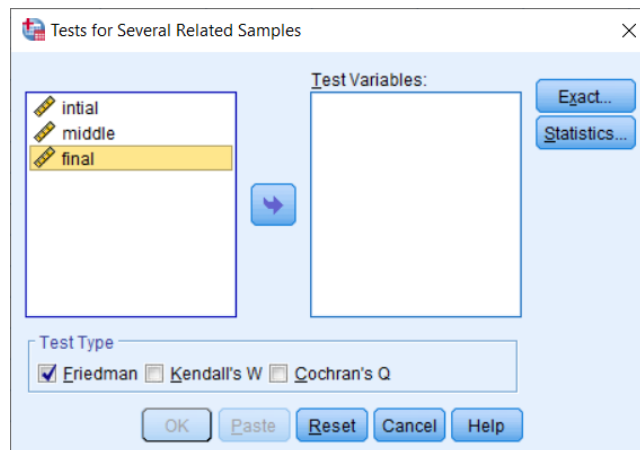 Tests for Several Related Samples
Test Variables:
intial
middle
final
Exact...
Statistics...
Test Type
Friedman Kendall's W Cochran's Q
OK Paste Reset Cancel Help